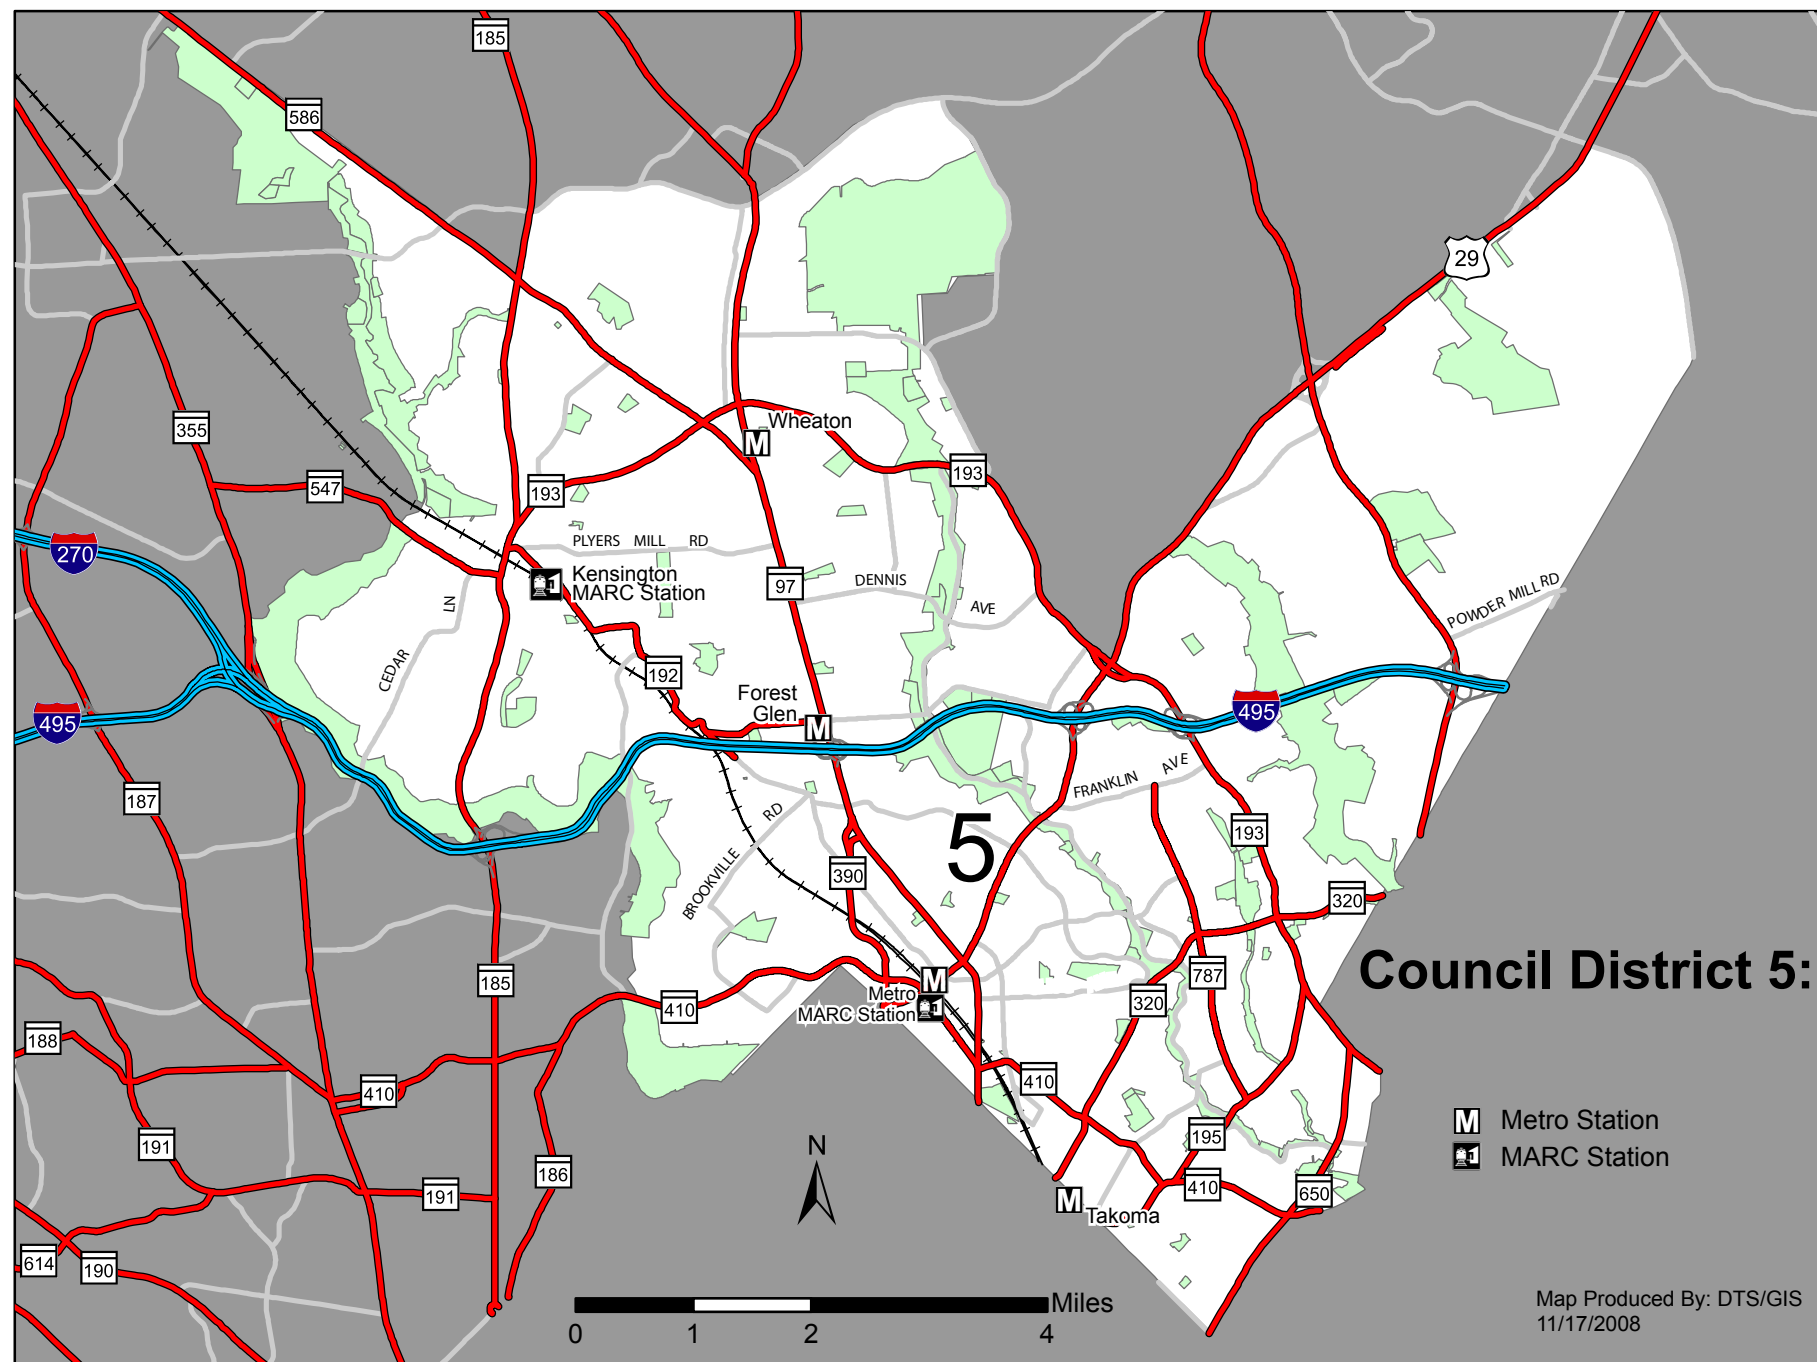 185
586
29
355
Wheaton
193
547
193
PLYERS MILL RD
270
Kensington
MARC Station
97
DENNIS
AVE
POWDER MILL RD
CEDAR
LN
192
Forest
Glen
495
495
FRANKLIN AVE
187
BROOKVILLE RD
5
193
390
320
Council District 5:
185
787
Metro
MARC Station
410
320
188
410
410
M Metro Station
MARC Station
191
195
N
186
191
410
650
Takoma
614
190
Miles
0 1 2 4
Map Produced By: DTS/GIS
11/17/2008